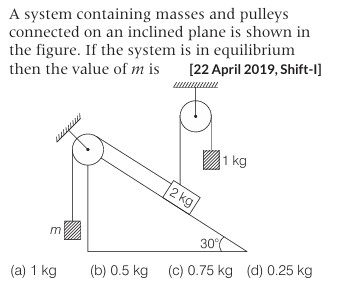 A system containing masses and pulleys
connected on an inclined plane is shown in
the figure. If the system is in equilibrium
then the value of m is [22 April 2019, Shift-I]
1 kg
2 kg
m
30°
(a) 1 kg (b) 0.5 kg (c) 0.75 kg (d) 0.25 kg